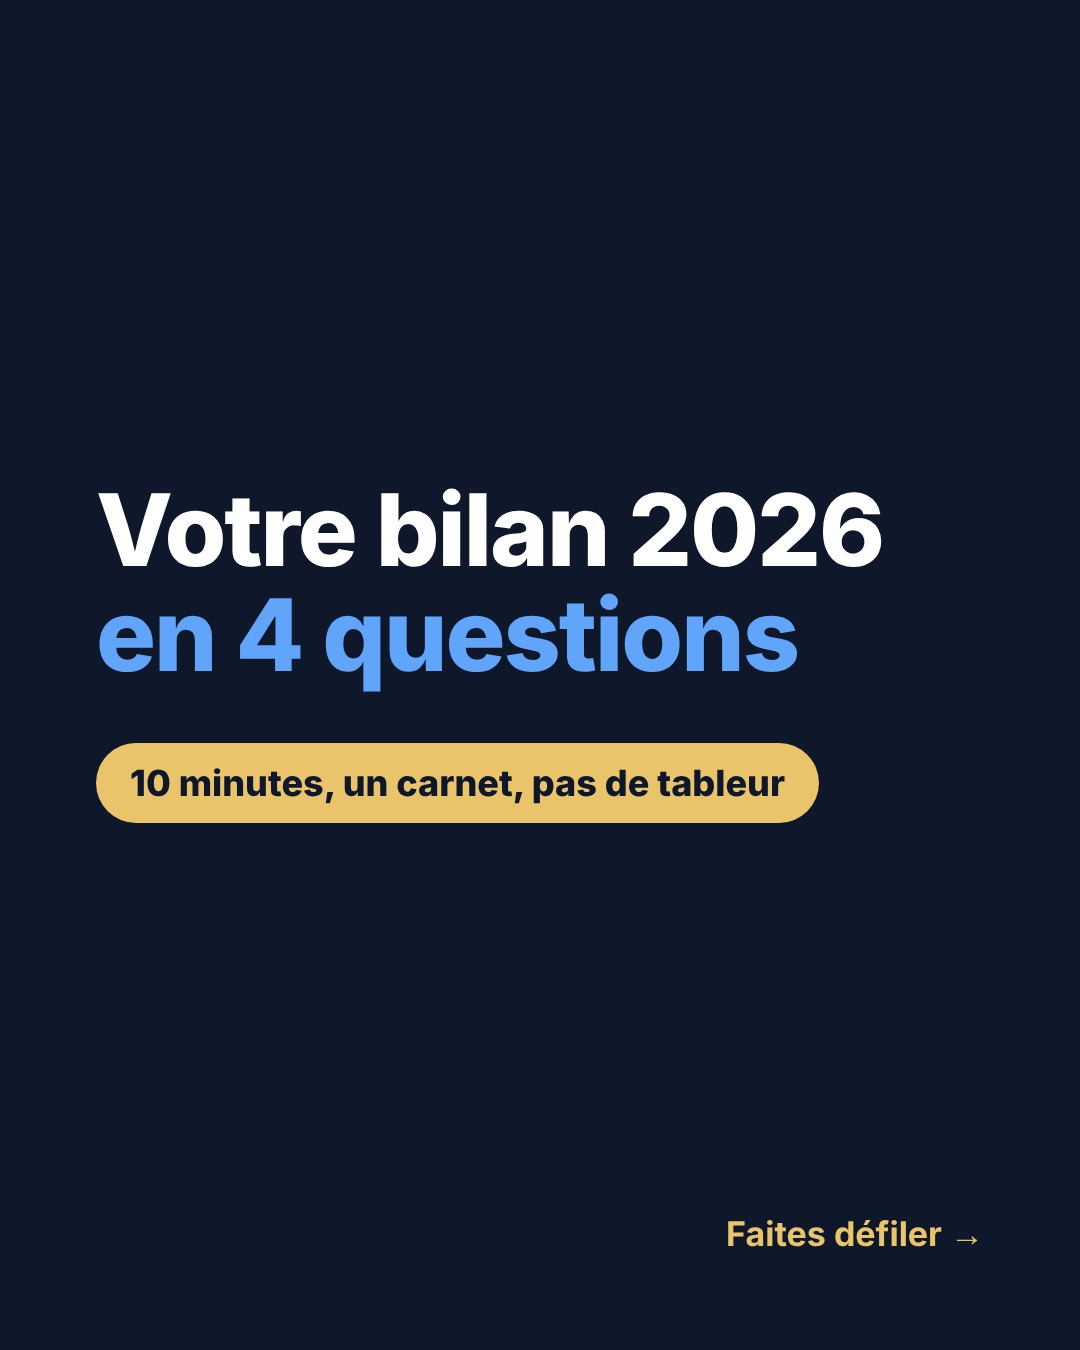 Votre bilan 2026
en 4 questions
10 minutes, un carnet, pas de tableur
Faites défiler →